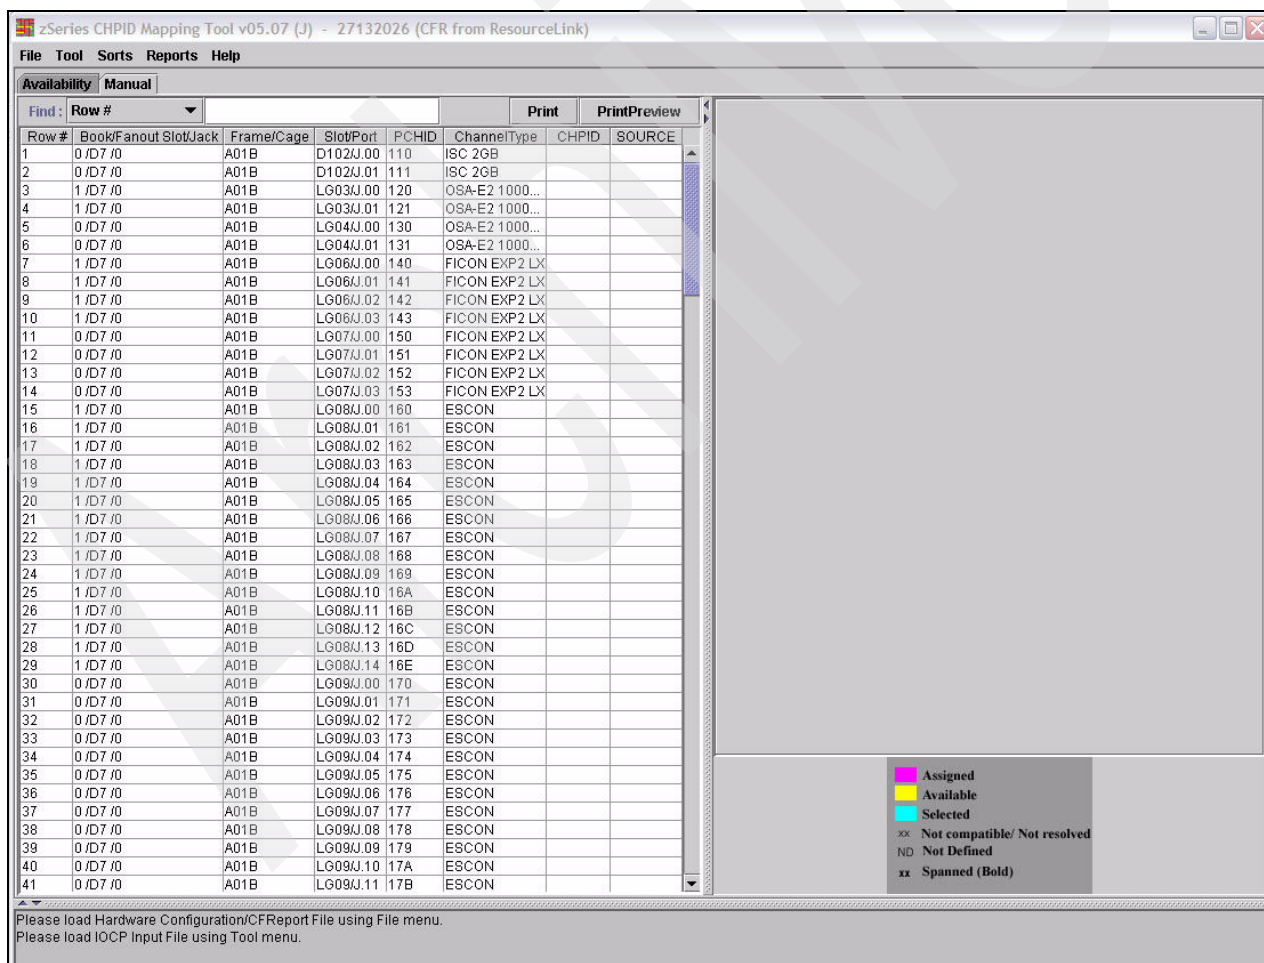 zSeries CHPID Mapping Tool v05.07 (J) - 27132026 (CFR from ResourceLink)
File Tool Sorts Reports Help
Availability Manual
Find : Row # Print PrintPreview
Row # Book/Fanout Slot/Jack Frame/Cage Slot/Port PCHID ChannelType CHPID SOURCE
1 0 /D7 /0 A01B D102/J.00 110 ISC 2GB
2 0 /D7 /0 A01B D102/J.01 111 ISC 2GB
3 1 /D7 /0 A01B LG03/J.00 120 OSA-E2 1000...
4 1 /D7 /0 A01B LG03/J.01 121 OSA-E2 1000...
5 0 /D7 /0 A01B LG04/J.00 130 OSA-E2 1000...
6 0 /D7 /0 A01B LG04/J.01 131 OSA-E2 1000...
7 1 /D7 /0 A01B LG06/J.00 140 FICON EXP2 LX
8 1 /D7 /0 A01B LG06/J.01 141 FICON EXP2 LX
9 1 /D7 /0 A01B LG06/J.02 142 FICON EXP2 LX
10 1 /D7 /0 A01B LG06/J.03 143 FICON EXP2 LX
11 0 /D7 /0 A01B LG07/J.00 150 FICON EXP2 LX
12 0 /D7 /0 A01B LG07/J.01 151 FICON EXP2 LX
13 0 /D7 /0 A01B LG07/J.02 152 FICON EXP2 LX
14 0 /D7 /0 A01B LG07/J.03 153 FICON EXP2 LX
15 1 /D7 /0 A01B LG08/J.00 160 ESCON
16 1 /D7 /0 A01B LG08/J.01 161 ESCON
17 1 /D7 /0 A01B LG08/J.02 162 ESCON
18 1 /D7 /0 A01B LG08/J.03 163 ESCON
19 1 /D7 /0 A01B LG08/J.04 164 ESCON
20 1 /D7 /0 A01B LG08/J.05 165 ESCON
21 1 /D7 /0 A01B LG08/J.06 166 ESCON
22 1 /D7 /0 A01B LG08/J.07 167 ESCON
23 1 /D7 /0 A01B LG08/J.08 168 ESCON
24 1 /D7 /0 A01B LG08/J.09 169 ESCON
25 1 /D7 /0 A01B LG08/J.10 16A ESCON
26 1 /D7 /0 A01B LG08/J.11 16B ESCON
27 1 /D7 /0 A01B LG08/J.12 16C ESCON
28 1 /D7 /0 A01B LG08/J.13 16D ESCON
29 1 /D7 /0 A01B LG08/J.14 16E ESCON
30 0 /D7 /0 A01B LG09/J.00 170 ESCON
31 0 /D7 /0 A01B LG09/J.01 171 ESCON
32 0 /D7 /0 A01B LG09/J.02 172 ESCON
33 0 /D7 /0 A01B LG09/J.03 173 ESCON
34 0 /D7 /0 A01B LG09/J.04 174 ESCON
35 0 /D7 /0 A01B LG09/J.05 175 ESCON
36 0 /D7 /0 A01B LG09/J.06 176 ESCON
37 0 /D7 /0 A01B LG09/J.07 177 ESCON
38 0 /D7 /0 A01B LG09/J.08 178 ESCON
39 0 /D7 /0 A01B LG09/J.09 179 ESCON
40 0 /D7 /0 A01B LG09/J.10 17A ESCON
41 0 /D7 /0 A01B LG09/J.11 17B ESCON
Assigned
Available
Selected
xx Not compatible/ Not resolved
ND Not Defined
xx Spanned (Bold)
Please load Hardware Configuration/CFReport File using File menu.
Please load IOCP Input File using Tool menu.